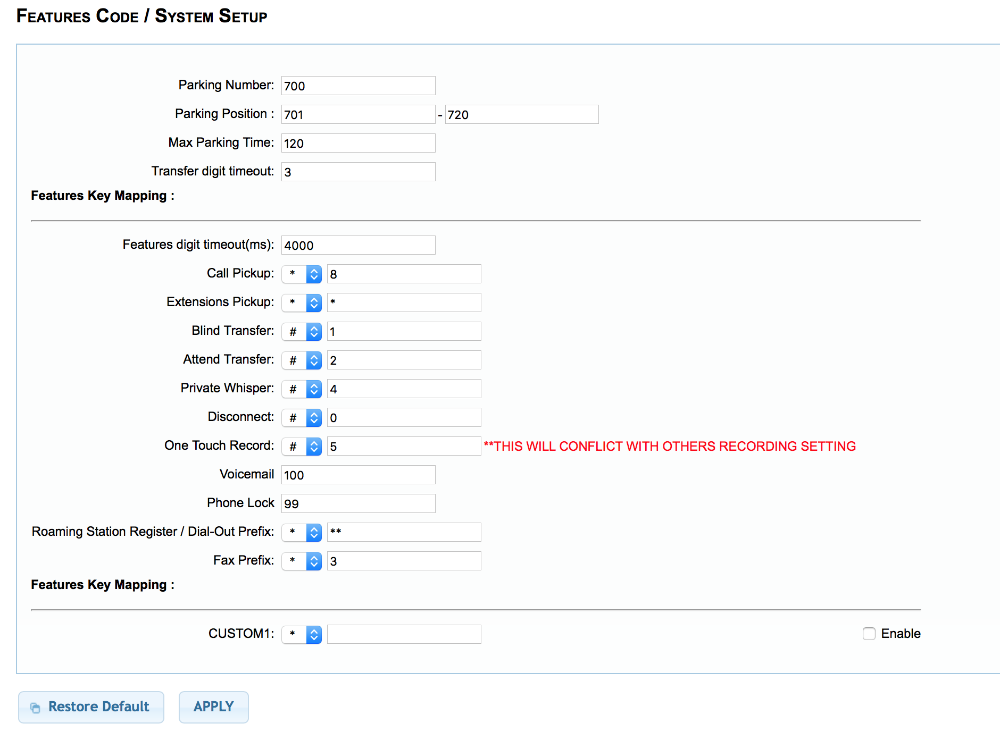 FEATURES CODE / SYSTEM SETUP
Parking Number: 700
Parking Position : 701 - 720
Max Parking Time: 120
Transfer digit timeout: 3
Features Key Mapping :
Features digit timeout(ms): 4000
Call Pickup: * 8
Extensions Pickup: * *
Blind Transfer: # 1
Attend Transfer: # 2
Private Whisper: # 4
Disconnect: # 0
One Touch Record: # 5 **THIS WILL CONFLICT WITH OTHERS RECORDING SETTING
Voicemail 100
Phone Lock 99
Roaming Station Register / Dial-Out Prefix: * **
Fax Prefix: * 3
Features Key Mapping :
CUSTOM1: * Enable
Restore Default APPLY